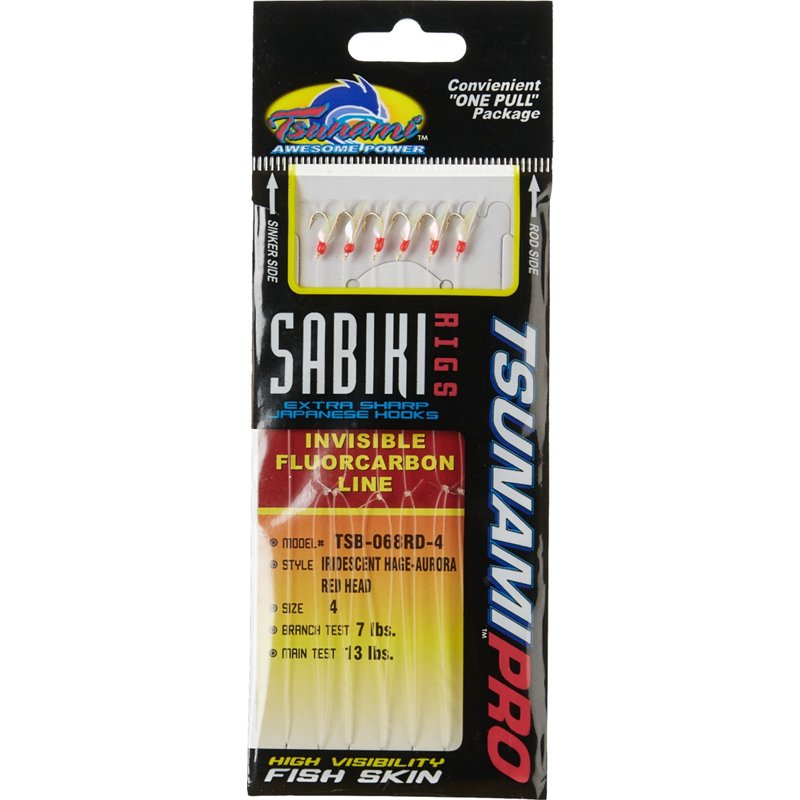 Tsunami™
AWESOME POWER
Convienient
"ONE PULL"
Package
SINKER SIDE
ROD SIDE
SABIKI
RIGS
EXTRA SHARP
JAPANESE HOOKS
INVISIBLE
FLUORCARBON
LINE
MODEL# TSB-068RD-4
STYLE IRIDESCENT HAGE-AURORA
RED HEAD
SIZE 4
BRANCH TEST 7 lbs.
MAIN TEST 13 lbs.
TSUNAMI PRO™
HIGH VISIBILITY
FISH SKIN